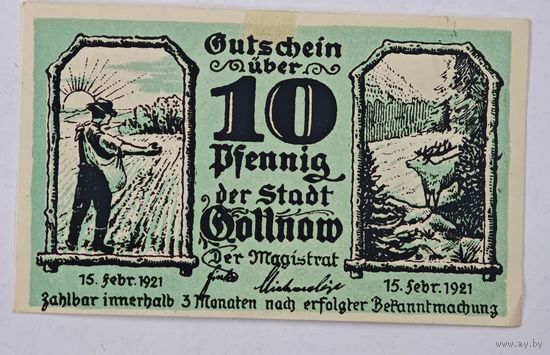 Gutschein
über
10
Pfennig
der Stadt
Gollnow
Der Magistrat
15. Febr. 1921
15. Febr. 1921
Zahlbar innerhalb 3 Monaten nach erfolgter Bekanntmachung
www.ay.by